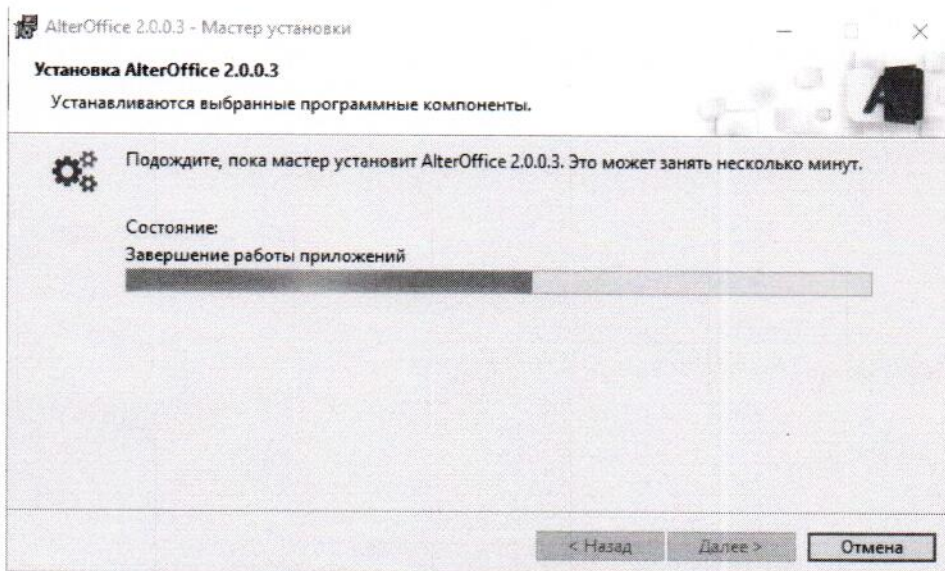 AlterOffice 2.0.0.3 - Мастер установки
Установка AlterOffice 2.0.0.3
Устанавливаются выбранные программные компоненты.
A
Подождите, пока мастер установит AlterOffice 2.0.0.3. Это может занять несколько минут.
Состояние:
Завершение работы приложений
< Назад
Далее >
Отмена